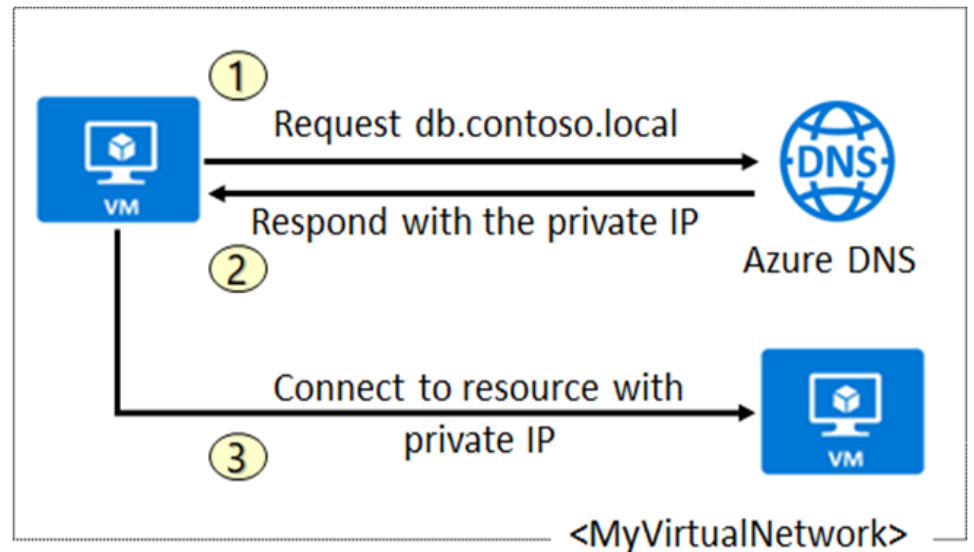 1
Request db.contoso.local
VM
DNS
Respond with the private IP
2
Azure DNS
Connect to resource with
private IP
3
VM
<MyVirtualNetwork>